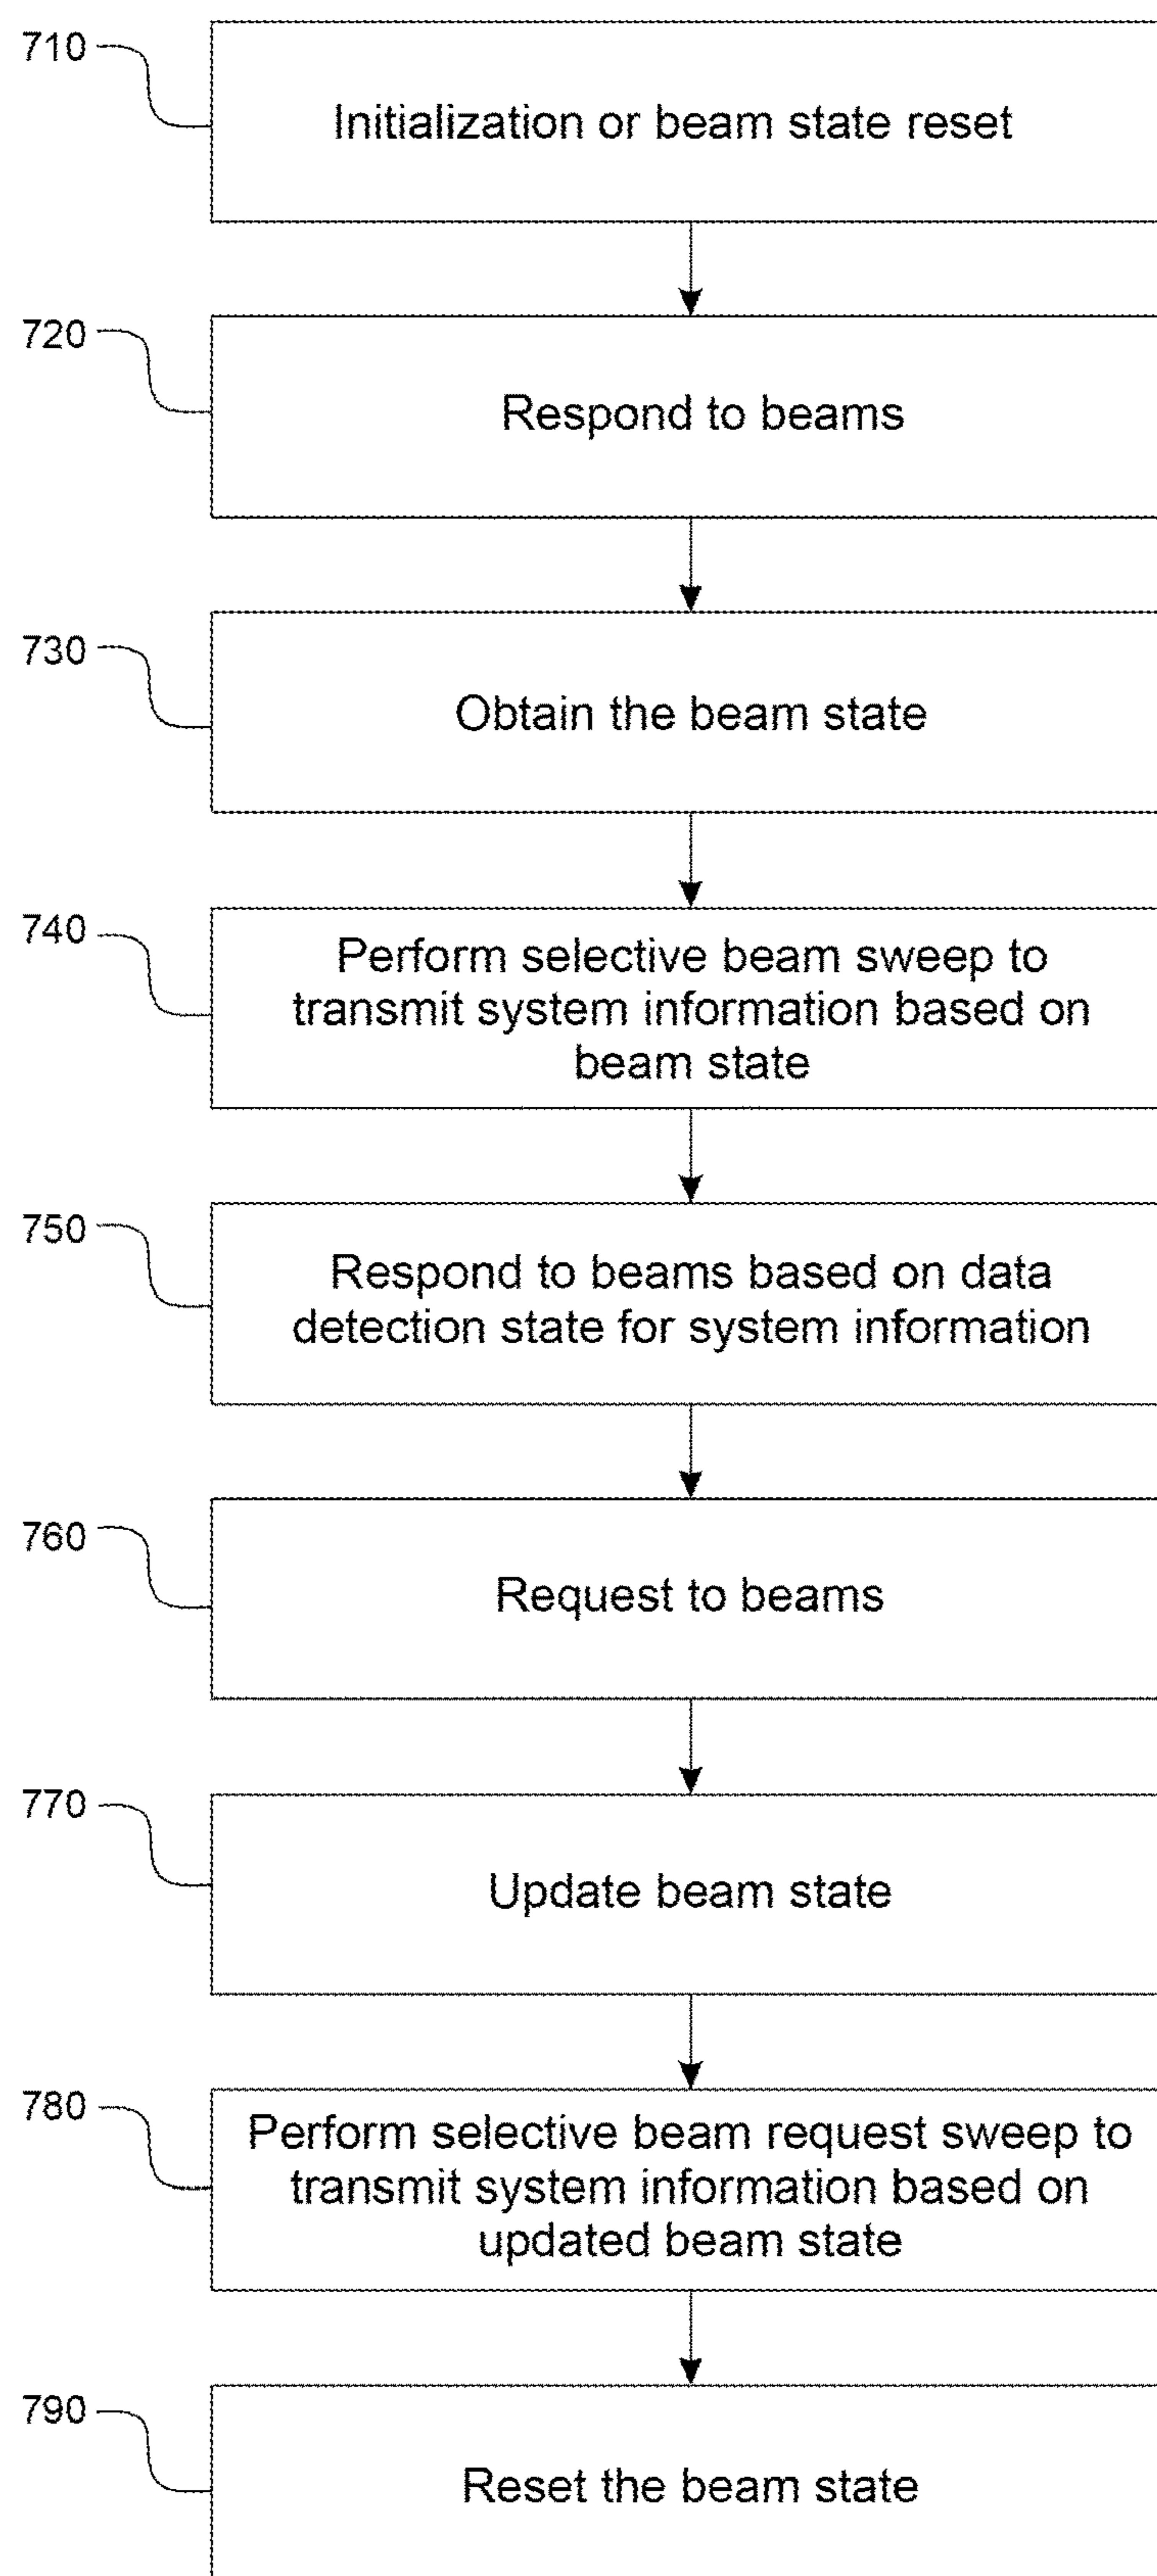 710
Initialization or beam state reset
720
Respond to beams
730
Obtain the beam state
740
Perform selective beam sweep to
transmit system information based on
beam state
750
Respond to beams based on data
detection state for system information
760
Request to beams
770
Update beam state
780
Perform selective beam request sweep to
transmit system information based on
updated beam state
790
Reset the beam state